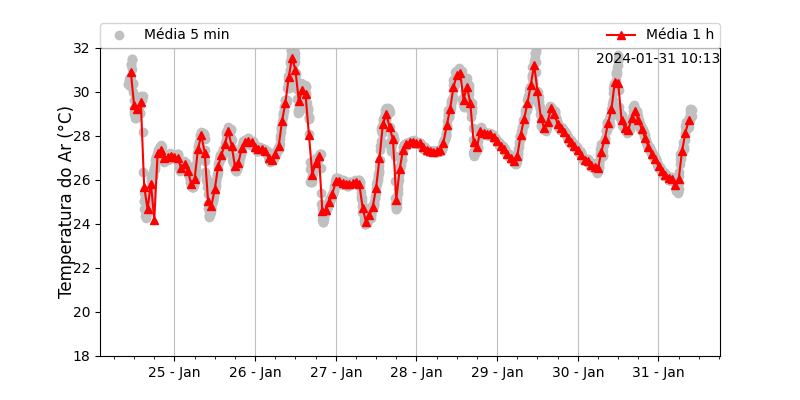 Média 5 min
Média 1 h
2024-01-31 10:13
Temperatura do Ar (°C)
32
30
28
26
24
22
20
18
25 - Jan
26 - Jan
27 - Jan
28 - Jan
29 - Jan
30 - Jan
31 - Jan